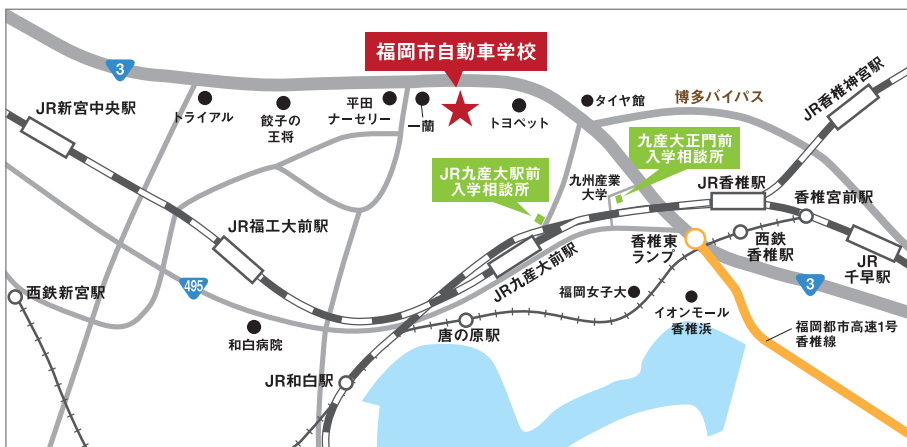 福岡市自動車学校
3
JR新宮中央駅
トライアル
餃子の
王将
平田
ナーセリー
一蘭
トヨペット
タイヤ館
博多バイパス
JR香椎神宮駅
九産大正門前
入学相談所
JR九産大駅前
入学相談所
九州産業
大学
JR香椎駅
香椎宮前駅
JR福工大前駅
JR九産大前駅
香椎東
ランプ
西鉄
香椎駅
JR
千早駅
495
3
西鉄新宮駅
福岡女子大
イオンモール
香椎浜
和白病院
唐の原駅
福岡都市高速1号
香椎線
JR和白駅